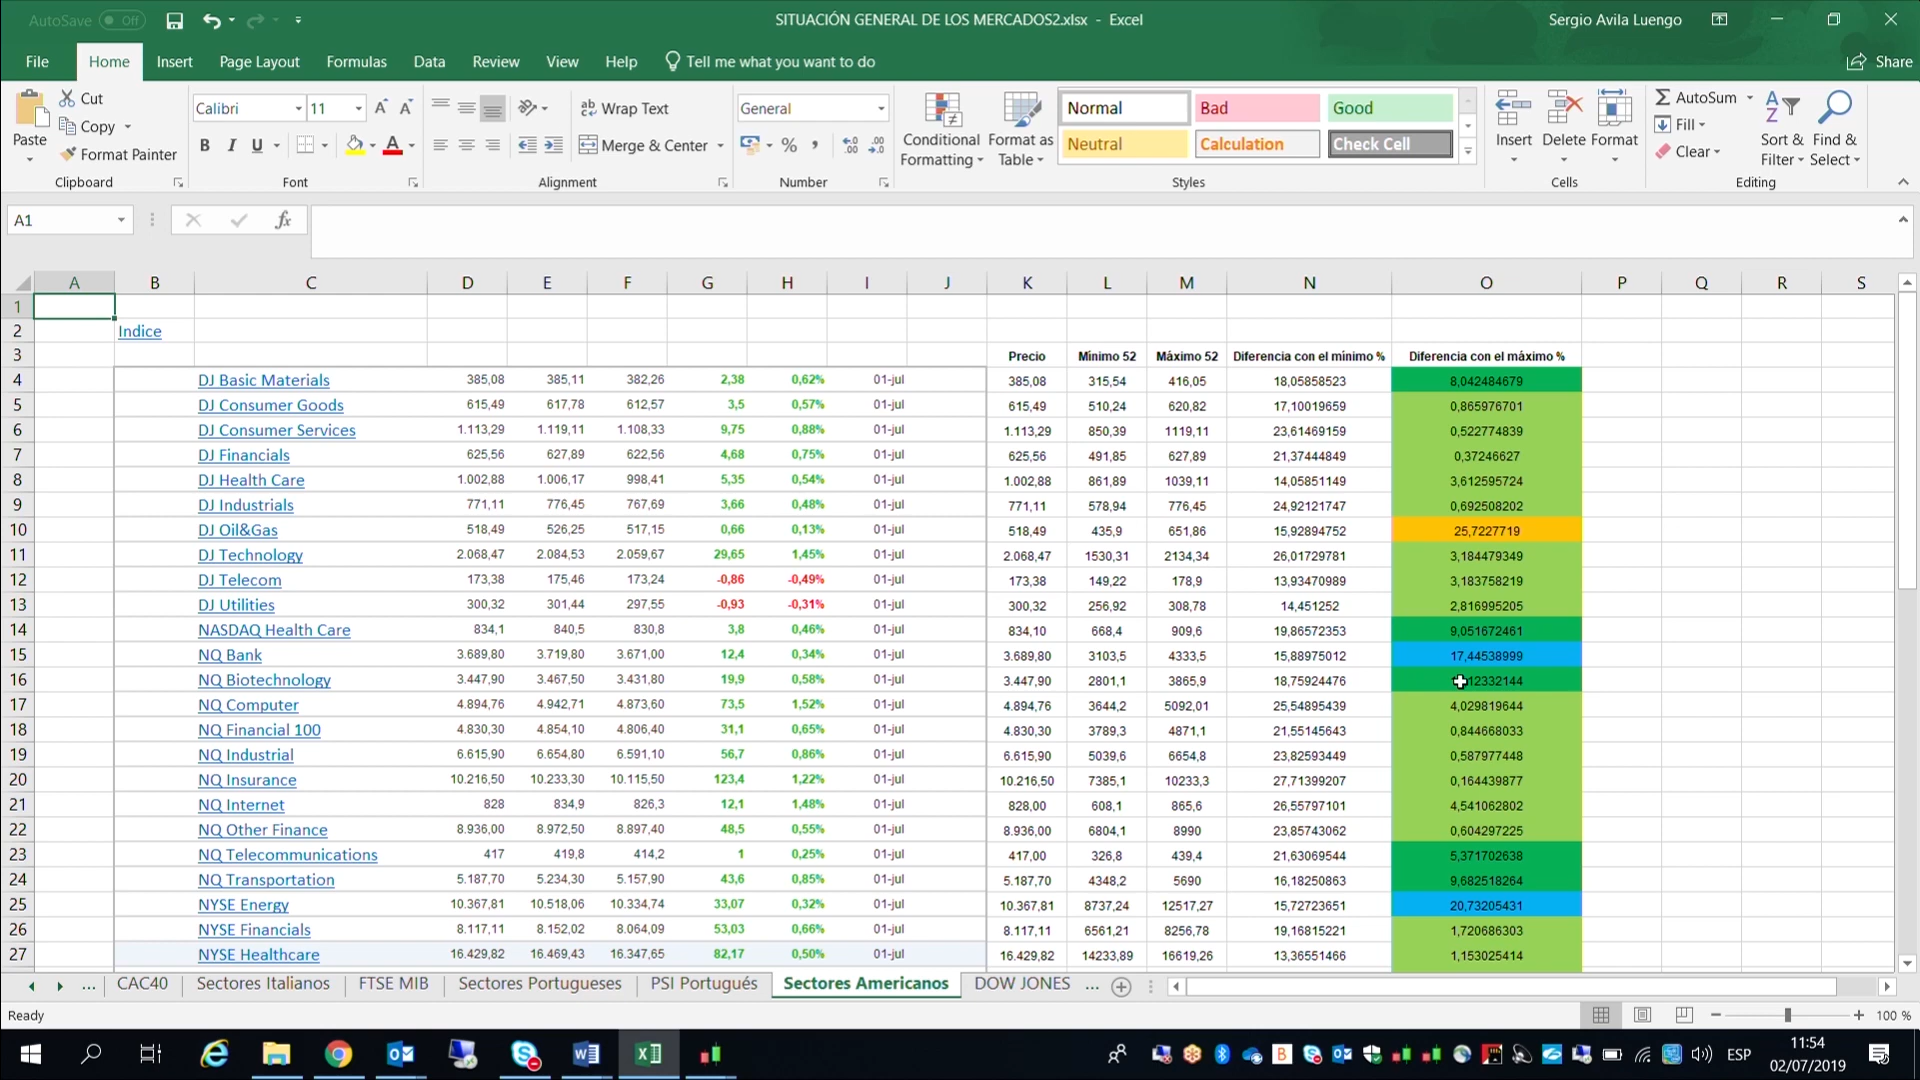 AutoSave Off SITUACIÓN GENERAL DE LOS MERCADOS2.xlsx - Excel Sergio Avila Luengo
File Home Insert Page Layout Formulas Data Review View Help Tell me what you want to do Share
Cut Calibri 11 Wrap Text General Normal Bad Good AutoSum
Copy Paste B I U Merge & Center % Conditional Formatting Format as Table Neutral Calculation Check Cell Insert Delete Format Fill Sort & Filter Find & Select
Format Painter Clear
Clipboard Font Alignment Number Styles Cells Editing
A1 fx
A B C D E F G H I J K L M N O P Q R S
1
2 Indice
3 Precio Mínimo 52 Máximo 52 Diferencia con el mínimo % Diferencia con el máximo %
4 DJ Basic Materials 385,08 385,11 382,26 2,38 0,62% 01-jul 385,08 315,54 416,05 18,05858523 8,042484679
5 DJ Consumer Goods 615,49 617,78 612,57 3,5 0,57% 01-jul 615,49 510,24 620,82 17,10019659 0,865976701
6 DJ Consumer Services 1.113,29 1.119,11 1.108,33 9,75 0,88% 01-jul 1.113,29 850,39 1119,11 23,61469159 0,522774839
7 DJ Financials 625,56 627,89 622,56 4,68 0,75% 01-jul 625,56 491,85 627,89 21,37444849 0,37246627
8 DJ Health Care 1.002,88 1.006,17 998,41 5,35 0,54% 01-jul 1.002,88 861,89 1039,11 14,05851149 3,612595724
9 DJ Industrials 771,11 776,45 767,69 3,66 0,48% 01-jul 771,11 578,94 776,45 24,92121747 0,692508202
10 DJ Oil&Gas 518,49 526,25 517,15 0,66 0,13% 01-jul 518,49 435,9 651,86 15,92894752 25,7227719
11 DJ Technology 2.068,47 2.084,53 2.059,67 29,65 1,45% 01-jul 2.068,47 1530,31 2134,34 26,01729781 3,184479349
12 DJ Telecom 173,38 175,46 173,24 -0,86 -0,49% 01-jul 173,38 149,22 178,9 13,93470989 3,183758219
13 DJ Utilities 300,32 301,44 297,55 -0,93 -0,31% 01-jul 300,32 256,92 308,78 14,451252 2,816995205
14 NASDAQ Health Care 834,1 840,5 830,8 3,8 0,46% 01-jul 834,10 668,4 909,6 19,86572353 9,051672461
15 NQ Bank 3.689,80 3.719,80 3.671,00 12,4 0,34% 01-jul 3.689,80 3103,5 4333,5 15,88975012 17,44538999
16 NQ Biotechnology 3.447,90 3.467,50 3.431,80 19,9 0,58% 01-jul 3.447,90 2801,1 3865,9 18,75924476 12332144
17 NQ Computer 4.894,76 4.942,71 4.873,60 73,5 1,52% 01-jul 4.894,76 3644,2 5092,01 25,54895439 4,029819644
18 NQ Financial 100 4.830,30 4.854,10 4.806,40 31,1 0,65% 01-jul 4.830,30 3789,3 4871,1 21,55145643 0,844668033
19 NQ Industrial 6.615,90 6.654,80 6.591,10 56,7 0,86% 01-jul 6.615,90 5039,6 6654,8 23,82593449 0,587977448
20 NQ Insurance 10.216,50 10.233,30 10.115,50 123,4 1,22% 01-jul 10.216,50 7385,1 10233,3 27,71399207 0,164439877
21 NQ Internet 828 834,9 826,3 12,1 1,48% 01-jul 828,00 608,1 865,6 26,55797101 4,541062802
22 NQ Other Finance 8.936,00 8.972,50 8.897,40 48,5 0,55% 01-jul 8.936,00 6804,1 8990 23,85743062 0,604297225
23 NQ Telecommunications 417 419,8 414,2 1 0,25% 01-jul 417,00 326,8 439,4 21,63069544 5,371702638
24 NQ Transportation 5.187,70 5.234,30 5.157,90 43,6 0,85% 01-jul 5.187,70 4348,2 5690 16,18250863 9,682518264
25 NYSE Energy 10.367,81 10.518,06 10.334,74 33,07 0,32% 01-jul 10.367,81 8737,24 12517,27 15,72723651 20,73205431
26 NYSE Financials 8.117,11 8.152,02 8.064,09 53,03 0,66% 01-jul 8.117,11 6561,21 8256,78 19,16815221 1,720686303
27 NYSE Healthcare 16.429,82 16.469,43 16.347,65 82,17 0,50% 01-jul 16.429,82 14233,89 16619,26 13,36551466 1,153025414
... CAC40 Sectores Italianos FTSE MIB Sectores Portugueses PSI Portugués Sectores Americanos DOW JONES ...
Ready 100 %
11:54
ESP
02/07/2019